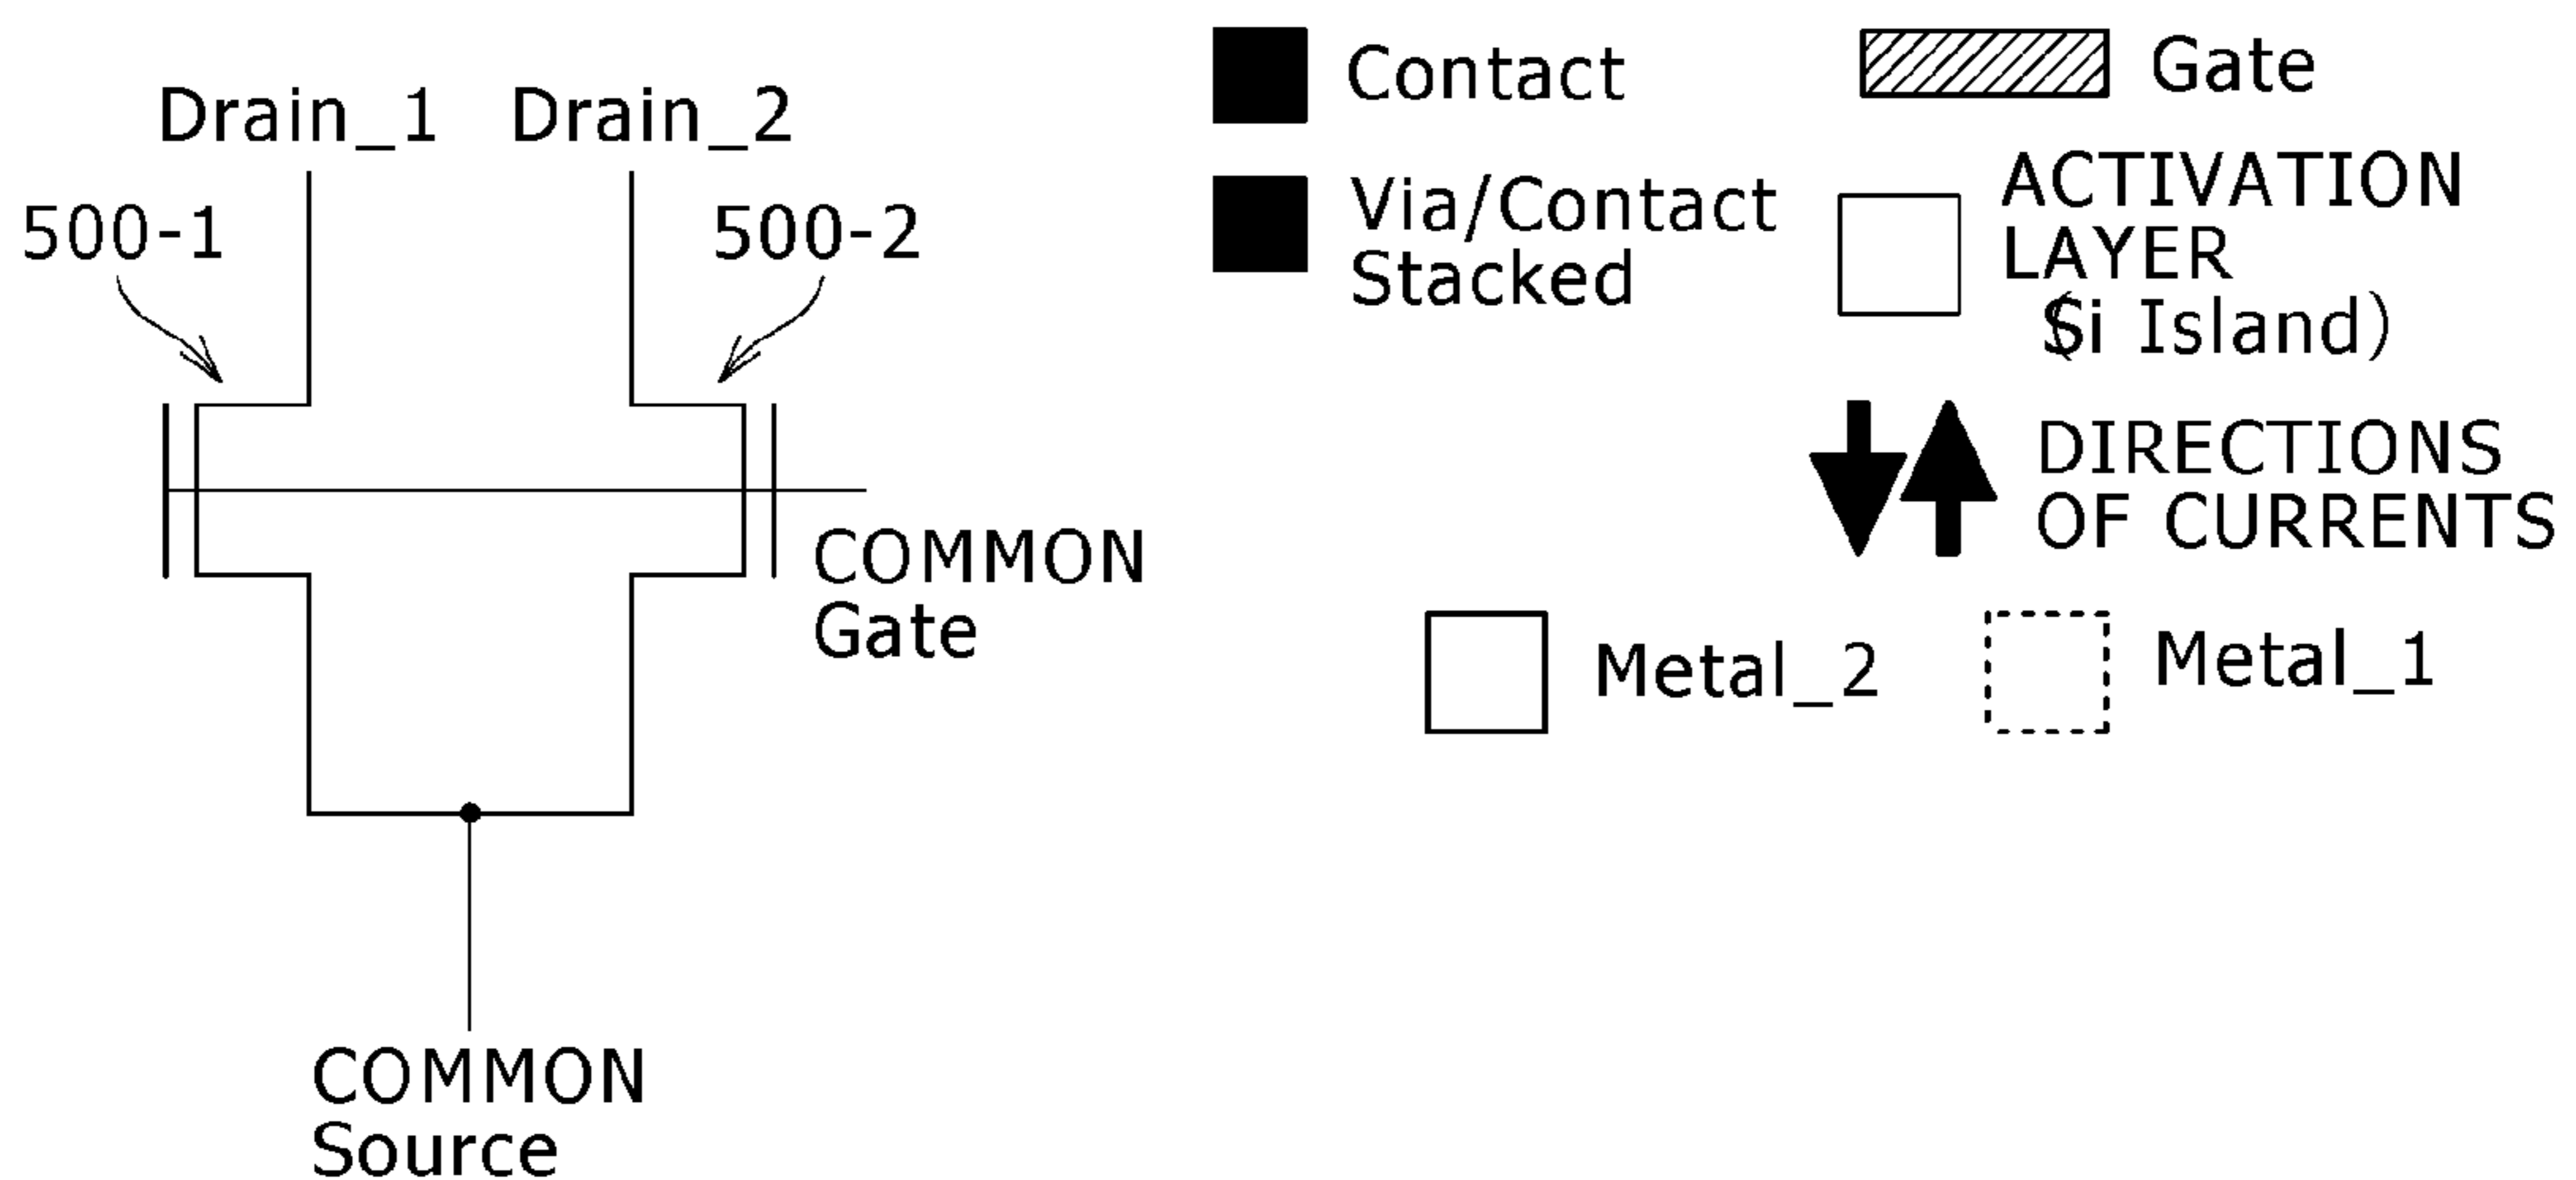 Drain_1
Drain_2
500-1
500-2
COMMON
Gate
COMMON
Source
Contact
Gate
Via/Contact
Stacked
ACTIVATION
LAYER
(Si Island)
DIRECTIONS
OF CURRENTS
Metal_2
Metal_1